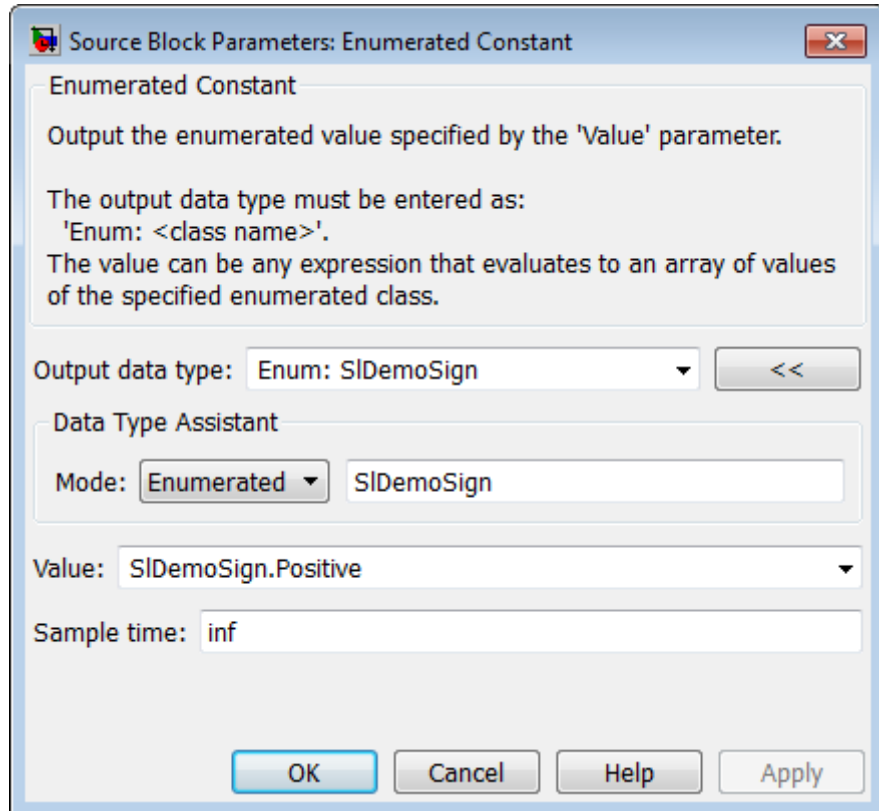 Source Block Parameters: Enumerated Constant
Enumerated Constant
Output the enumerated value specified by the 'Value' parameter.
The output data type must be entered as:
'Enum: <class name>'.
The value can be any expression that evaluates to an array of values
of the specified enumerated class.
Output data type: Enum: SlDemoSign <<
Data Type Assistant
Mode: Enumerated SlDemoSign
Value: SlDemoSign.Positive
Sample time: inf
OK Cancel Help Apply